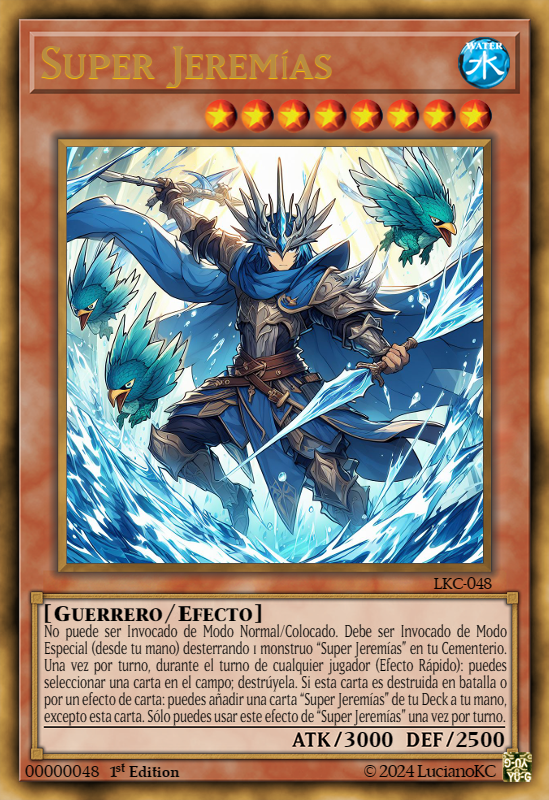 Super Jeremías
WATER
水
LKC-048
[Guerrero/Efecto]
No puede ser Invocado de Modo Normal/Colocado. Debe ser Invocado de Modo
Especial (desde tu mano) desterrando 1 monstruo “Super Jeremías” en tu Cementerio.
Una vez por turno, durante el turno de cualquier jugador (Efecto Rápido): puedes
seleccionar una carta en el campo; destrúyela. Si esta carta es destruida en batalla o
por un efecto de carta: puedes añadir una carta “Super Jeremías” de tu Deck a tu mano,
excepto esta carta. Sólo puedes usar este efecto de “Super Jeremías” una vez por turno.
ATK/3000 DEF/2500
00000048 1st Edition
© 2024 LucianoKC
YU-G